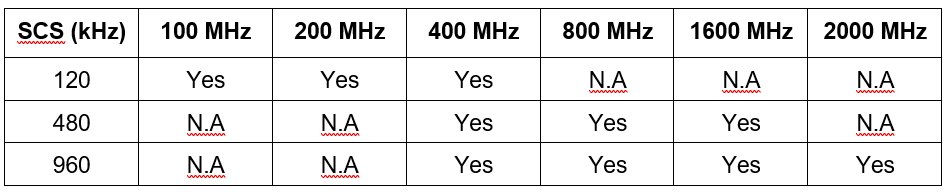 SCS (kHz) 100 MHz 200 MHz 400 MHz 800 MHz 1600 MHz 2000 MHz
120 Yes Yes Yes N.A N.A N.A
480 N.A N.A Yes Yes Yes N.A
960 N.A N.A Yes Yes Yes Yes